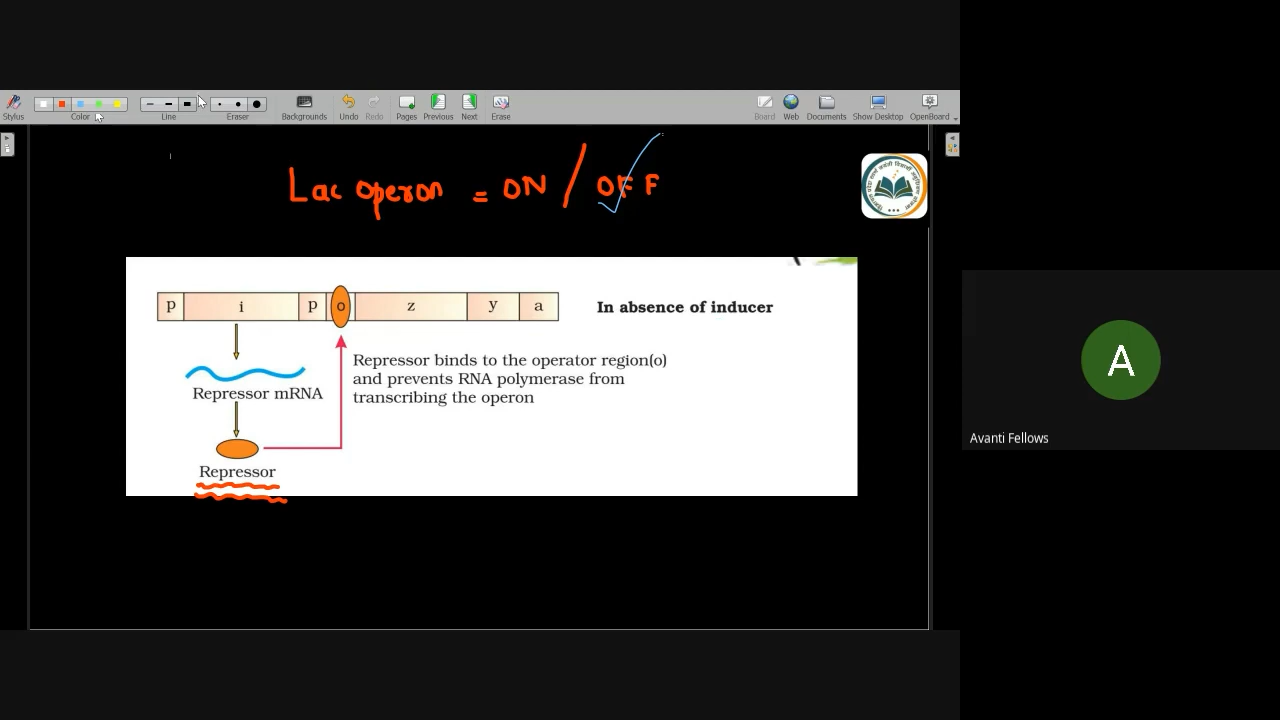 Stylus
Color
Line
Eraser
Backgrounds
Undo
Redo
Pages
Previous
Next
Erase
Board
Web
Documents
Show Desktop
OpenBoard
Lac operon = ON / OFF
p i p o z y a
In absence of inducer
Repressor binds to the operator region(o)
and prevents RNA polymerase from
transcribing the operon
Repressor mRNA
Repressor
A
Avanti Fellows